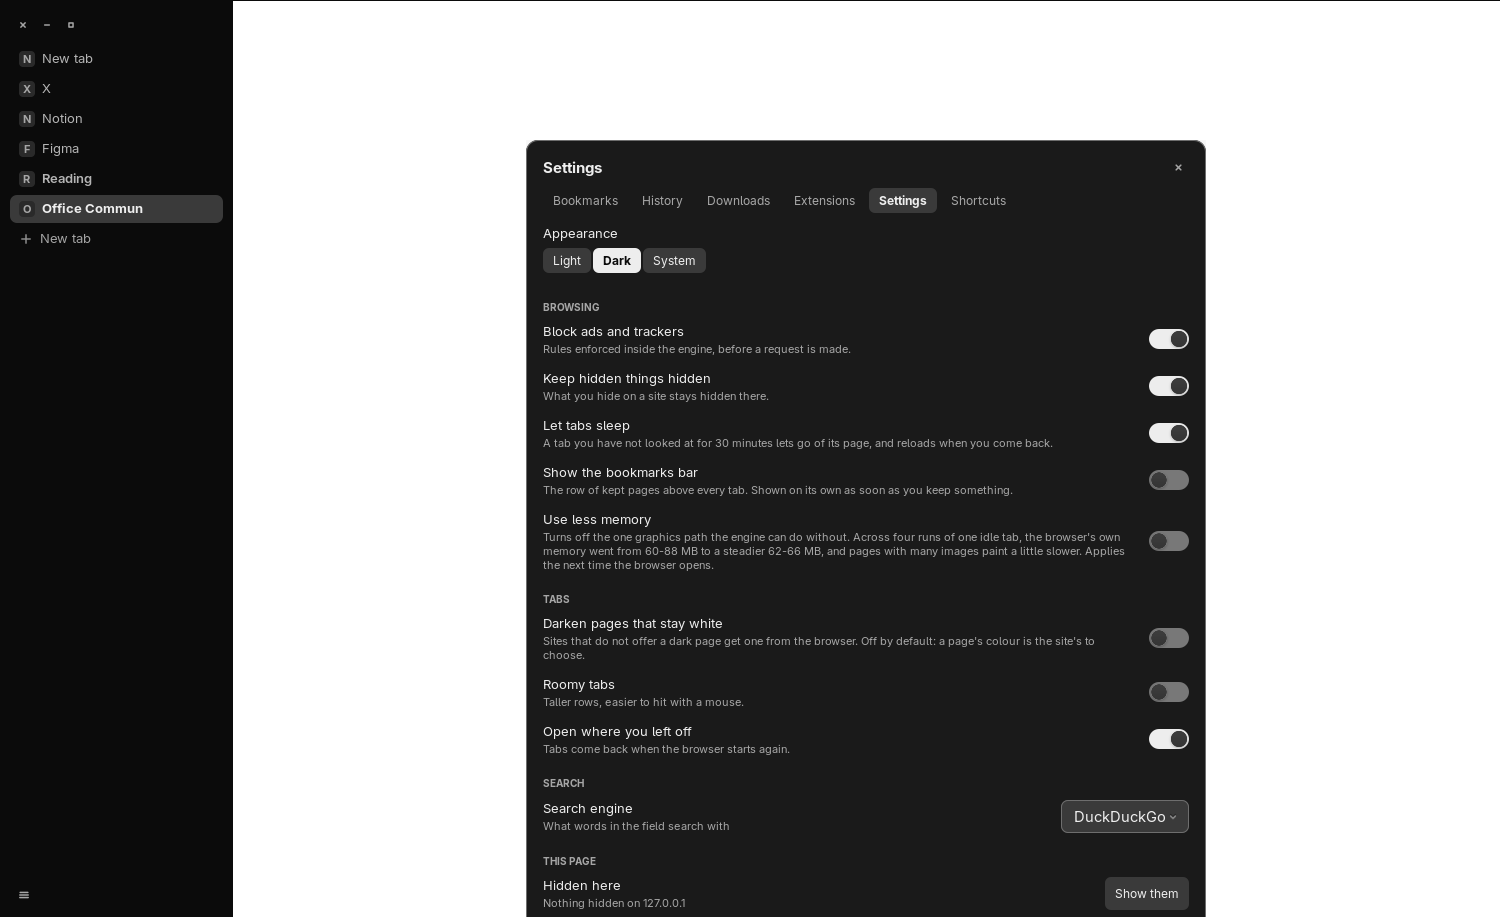 N New tab
X X
N Notion
F Figma
R Reading
O Office Commun
+ New tab
Settings
Bookmarks History Downloads Extensions Settings Shortcuts
Appearance
Light Dark System
BROWSING
Block ads and trackers
Rules enforced inside the engine, before a request is made.
Keep hidden things hidden
What you hide on a site stays hidden there.
Let tabs sleep
A tab you have not looked at for 30 minutes lets go of its page, and reloads when you come back.
Show the bookmarks bar
The row of kept pages above every tab. Shown on its own as soon as you keep something.
Use less memory
Turns off the one graphics path the engine can do without. Across four runs of one idle tab, the browser's own
memory went from 60-88 MB to a steadier 62-66 MB, and pages with many images paint a little slower. Applies
the next time the browser opens.
TABS
Darken pages that stay white
Sites that do not offer a dark page get one from the browser. Off by default: a page's colour is the site's to
choose.
Roomy tabs
Taller rows, easier to hit with a mouse.
Open where you left off
Tabs come back when the browser starts again.
SEARCH
Search engine
What words in the field search with
DuckDuckGo
THIS PAGE
Hidden here
Nothing hidden on 127.0.0.1
Show them